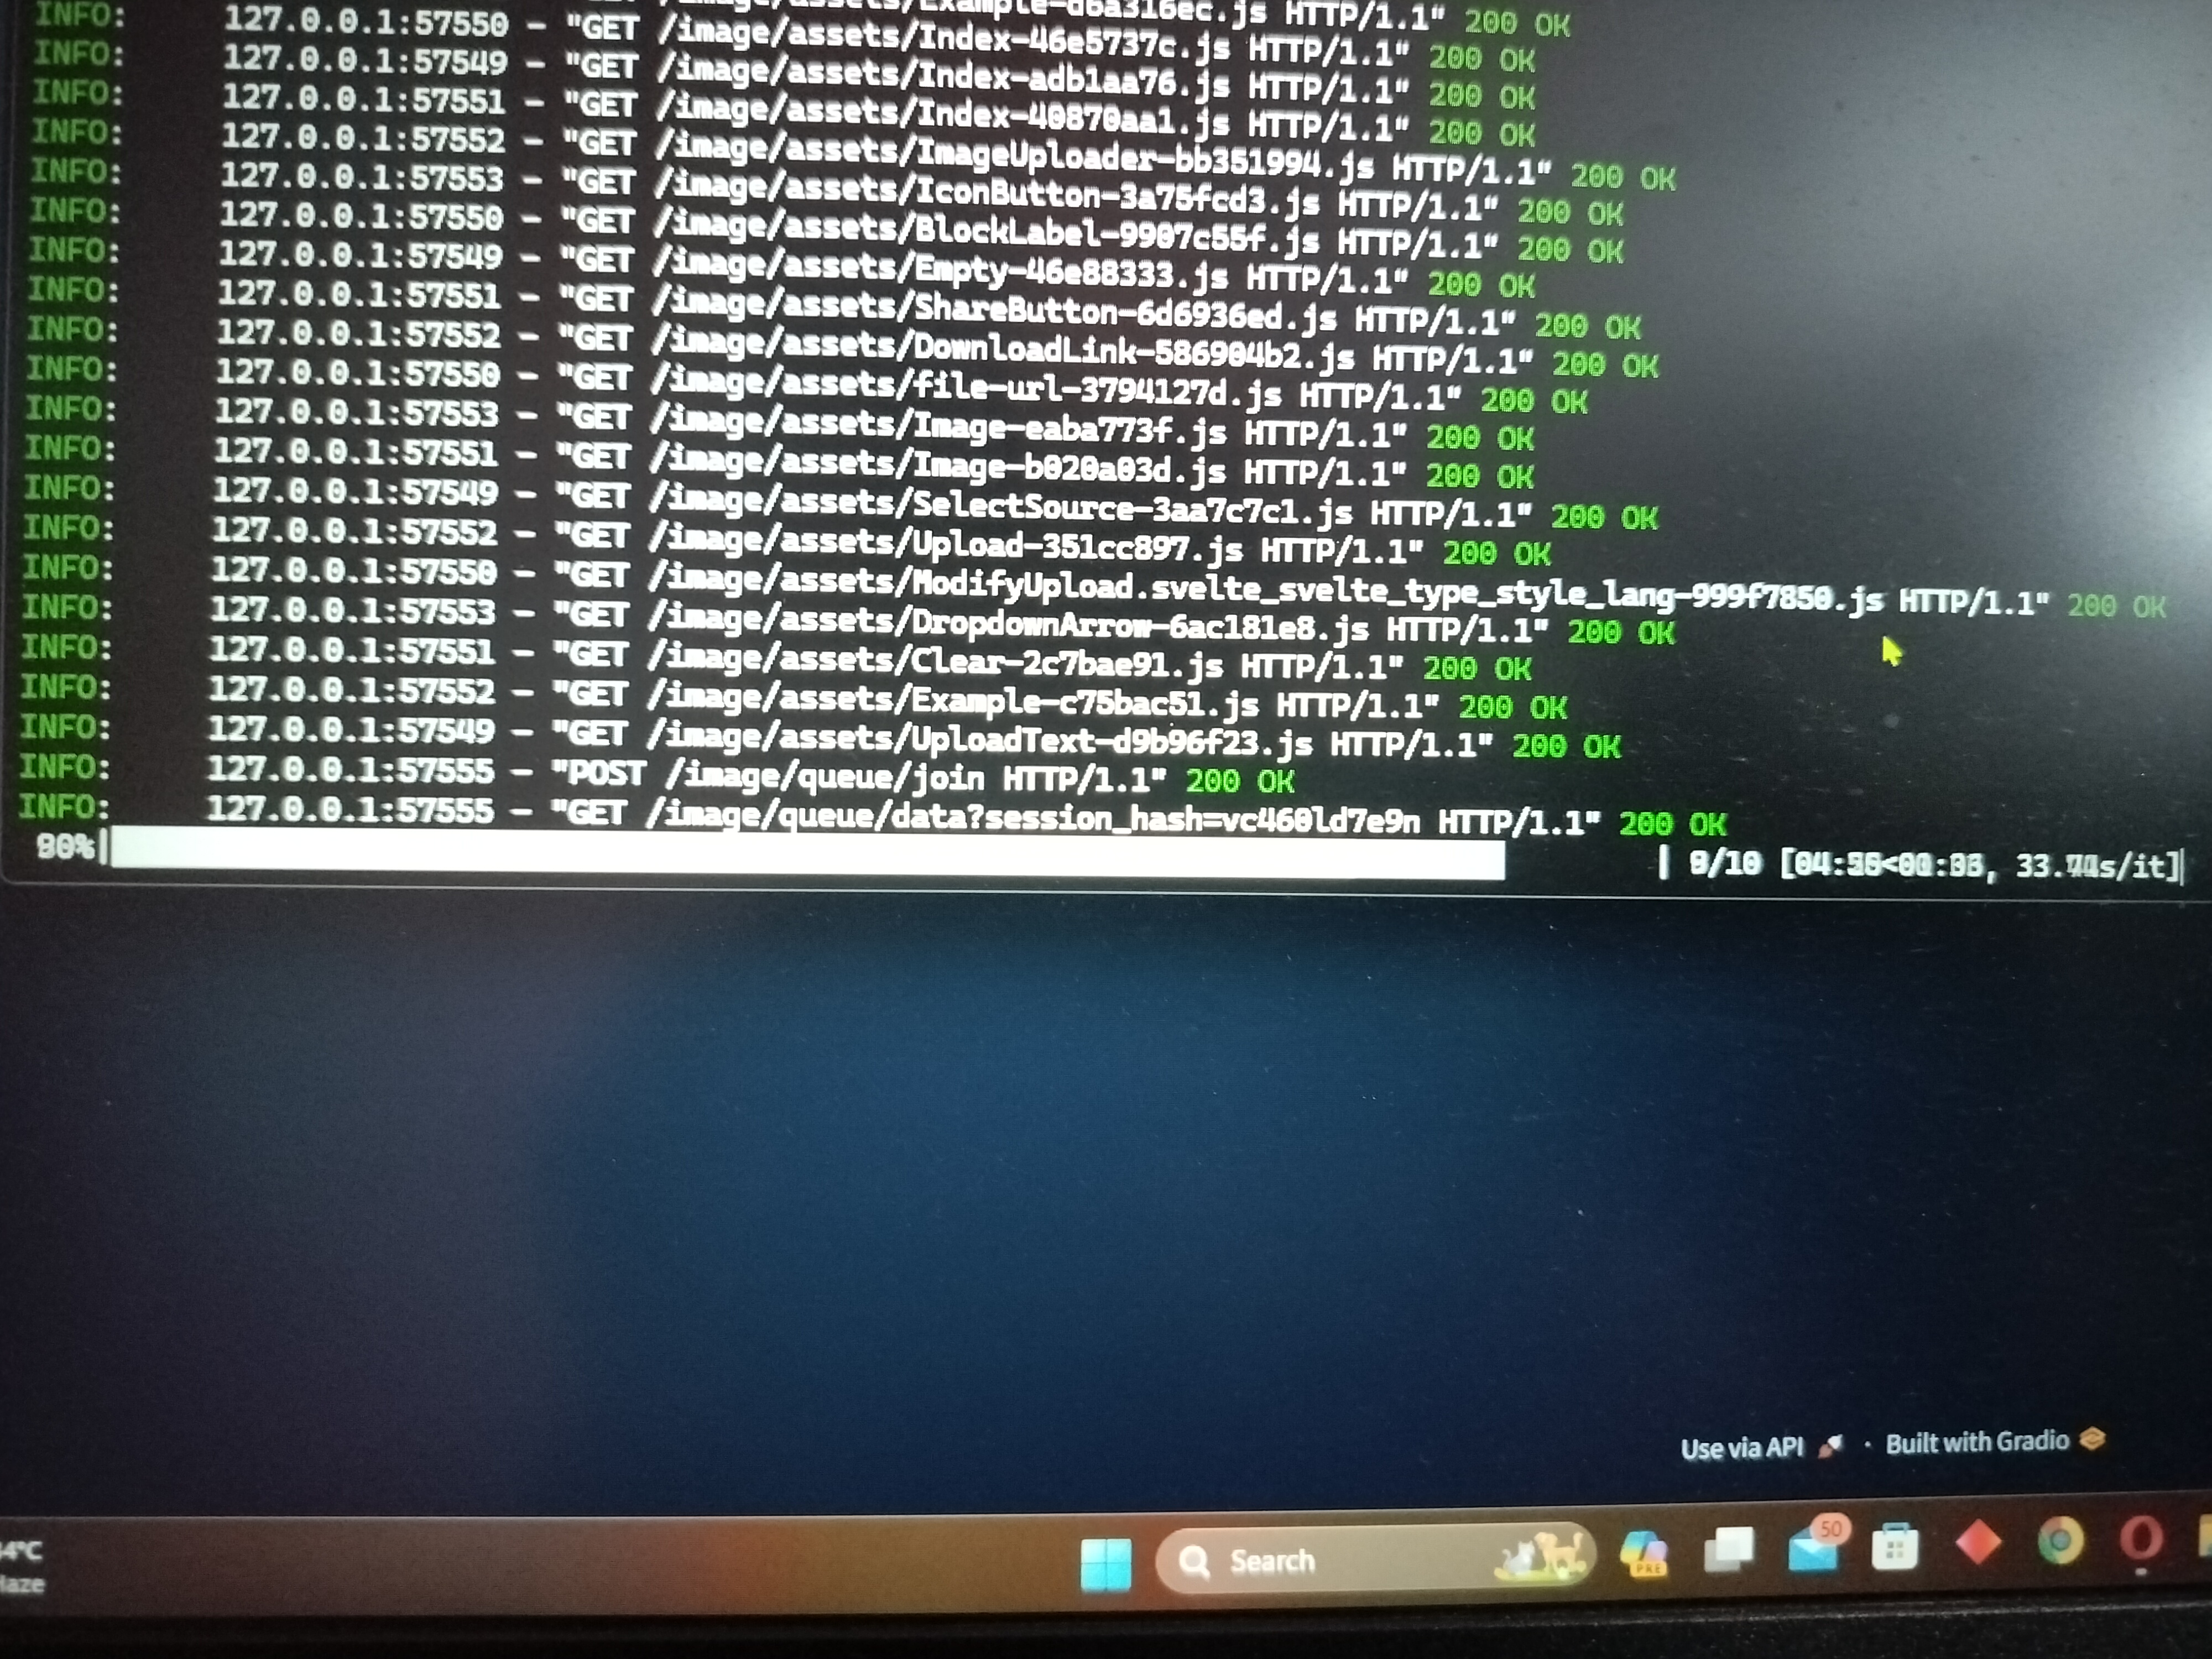 INFO: 127.0.0.1:57550 - "GET /image/assets/Example-d6a316ec.js HTTP/1.1" 200 OK
INFO: 127.0.0.1:57549 - "GET /image/assets/Index-46e5737c.js HTTP/1.1" 200 OK
INFO: 127.0.0.1:57551 - "GET /image/assets/Index-adb1aa76.js HTTP/1.1" 200 OK
INFO: 127.0.0.1:57552 - "GET /image/assets/Index-40870aa1.js HTTP/1.1" 200 OK
INFO: 127.0.0.1:57553 - "GET /image/assets/ImageUploader-bb351994.js HTTP/1.1" 200 OK
INFO: 127.0.0.1:57550 - "GET /image/assets/IconButton-3a75fcd3.js HTTP/1.1" 200 OK
INFO: 127.0.0.1:57549 - "GET /image/assets/BlockLabel-9907c55f.js HTTP/1.1" 200 OK
INFO: 127.0.0.1:57551 - "GET /image/assets/Empty-46e88333.js HTTP/1.1" 200 OK
INFO: 127.0.0.1:57552 - "GET /image/assets/ShareButton-6d6936ed.js HTTP/1.1" 200 OK
INFO: 127.0.0.1:57550 - "GET /image/assets/DownloadLink-586904b2.js HTTP/1.1" 200 OK
INFO: 127.0.0.1:57553 - "GET /image/assets/file-url-3794127d.js HTTP/1.1" 200 OK
INFO: 127.0.0.1:57551 - "GET /image/assets/Image-eaba773f.js HTTP/1.1" 200 OK
INFO: 127.0.0.1:57549 - "GET /image/assets/Image-b020a03d.js HTTP/1.1" 200 OK
INFO: 127.0.0.1:57552 - "GET /image/assets/SelectSource-3aa7c7c1.js HTTP/1.1" 200 OK
INFO: 127.0.0.1:57550 - "GET /image/assets/Upload-351cc897.js HTTP/1.1" 200 OK
INFO: 127.0.0.1:57553 - "GET /image/assets/ModifyUpload.svelte_svelte_type_style_lang-999f7850.js HTTP/1.1" 200 OK
INFO: 127.0.0.1:57551 - "GET /image/assets/DropdownArrow-6ac181e8.js HTTP/1.1" 200 OK
INFO: 127.0.0.1:57552 - "GET /image/assets/Clear-2c7bae91.js HTTP/1.1" 200 OK
INFO: 127.0.0.1:57549 - "GET /image/assets/Example-c75bac51.js HTTP/1.1" 200 OK
INFO: 127.0.0.1:57555 - "GET /image/assets/UploadText-d9b96f23.js HTTP/1.1" 200 OK
INFO: 127.0.0.1:57555 - "POST /image/queue/join HTTP/1.1" 200 OK
"GET /image/queue/data?session_hash=vc460ld7e9n HTTP/1.1" 200 OK
90%| | 9/10
Use via API · Built with Gradio
Search
50
PRE